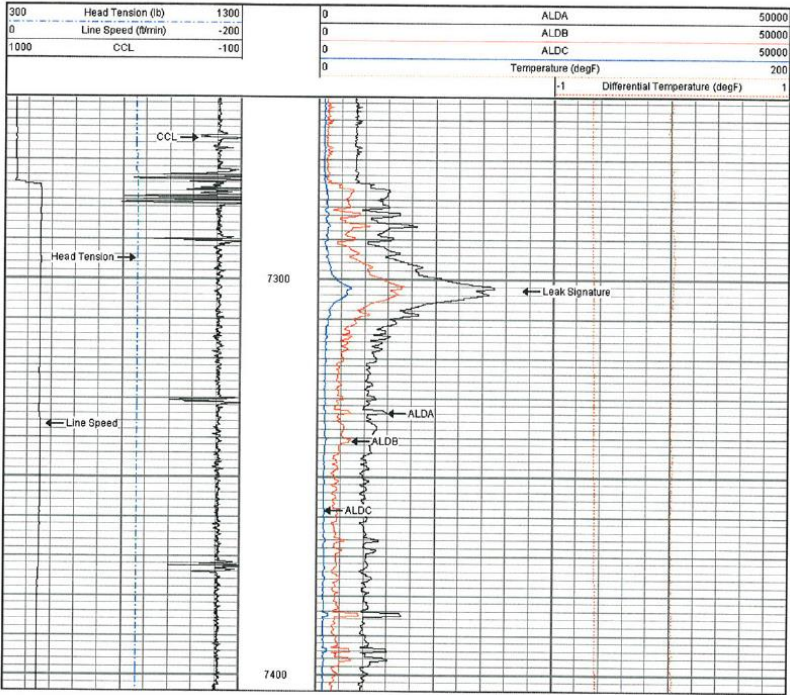 300 Head Tension (lb) 1300
0 Line Speed (ft/min) -200
1000 CCL -100
0 ALDA 50000
0 ALDB 50000
0 ALDC 50000
0 Temperature (degF) 200
-1 Differential Temperature (degF) 1
CCL
Head Tension
7300
Leak Signature
ALDA
Line Speed
ALDB
ALDC
7400